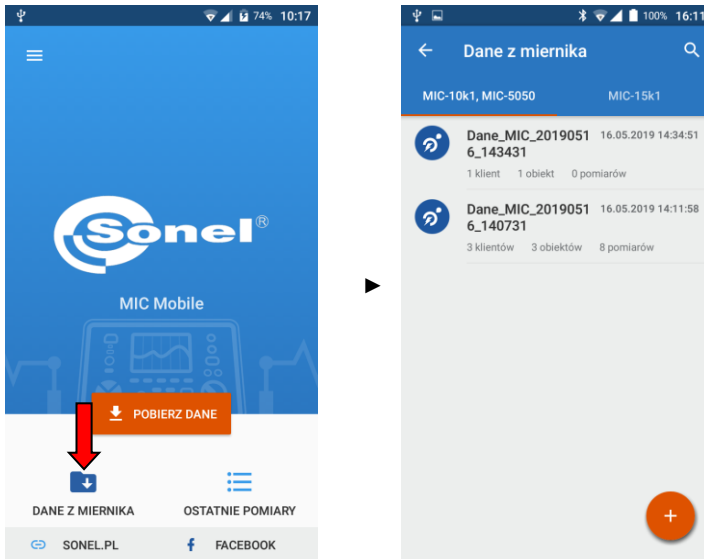 74% 10:17
Sonel®
MIC Mobile
POBIERZ DANE
DANE Z MIERNIKA
OSTATNIE POMIARY
SONEL.PL
FACEBOOK
100% 16:11
Dane z miernika
MIC-10k1, MIC-5050
MIC-15k1
Dane_MIC_2019051 16.05.2019 14:34:51
6_143431
1 klient 1 obiekt 0 pomiarów
Dane_MIC_2019051 16.05.2019 14:11:58
6_140731
3 klientów 3 obiektów 8 pomiarów